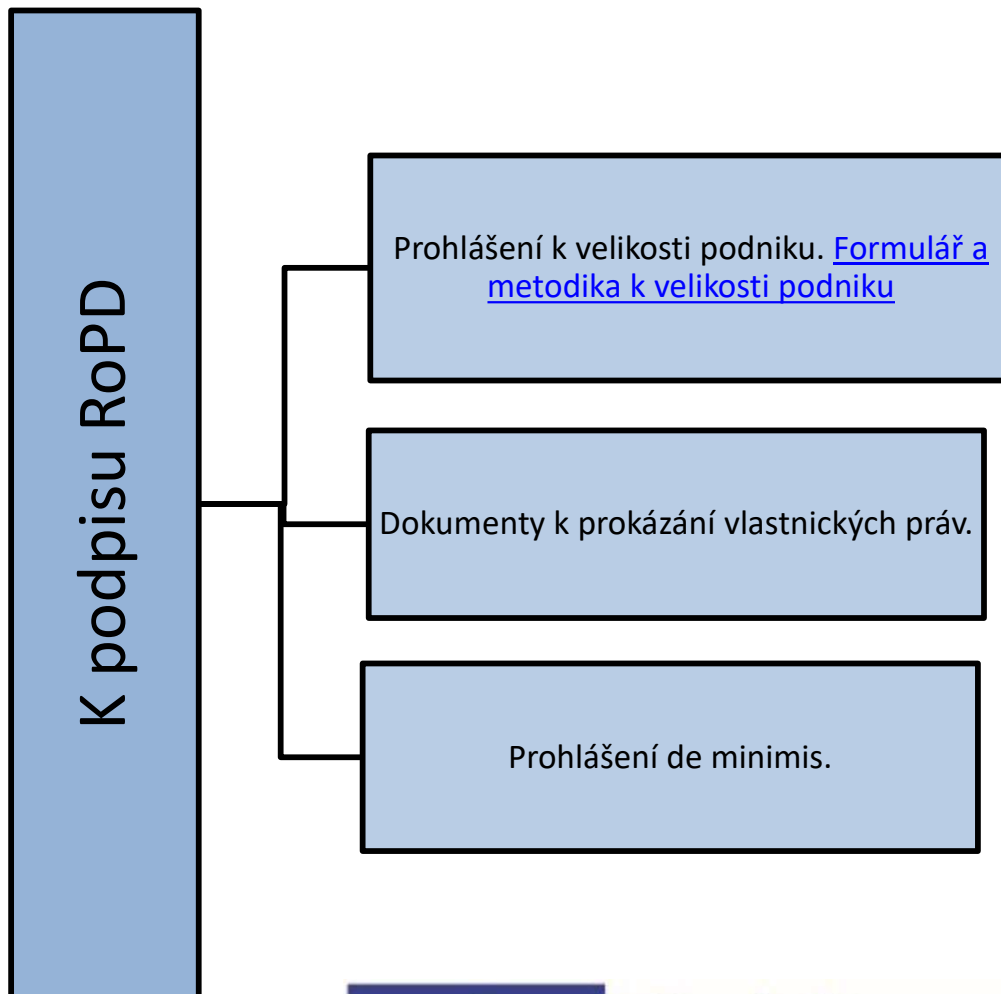 K podpisu RoPD
Prohlášení k velikosti podniku. Formulář a
metodika k velikosti podniku
Dokumenty k prokázání vlastnických práv.
Prohlášení de minimis.